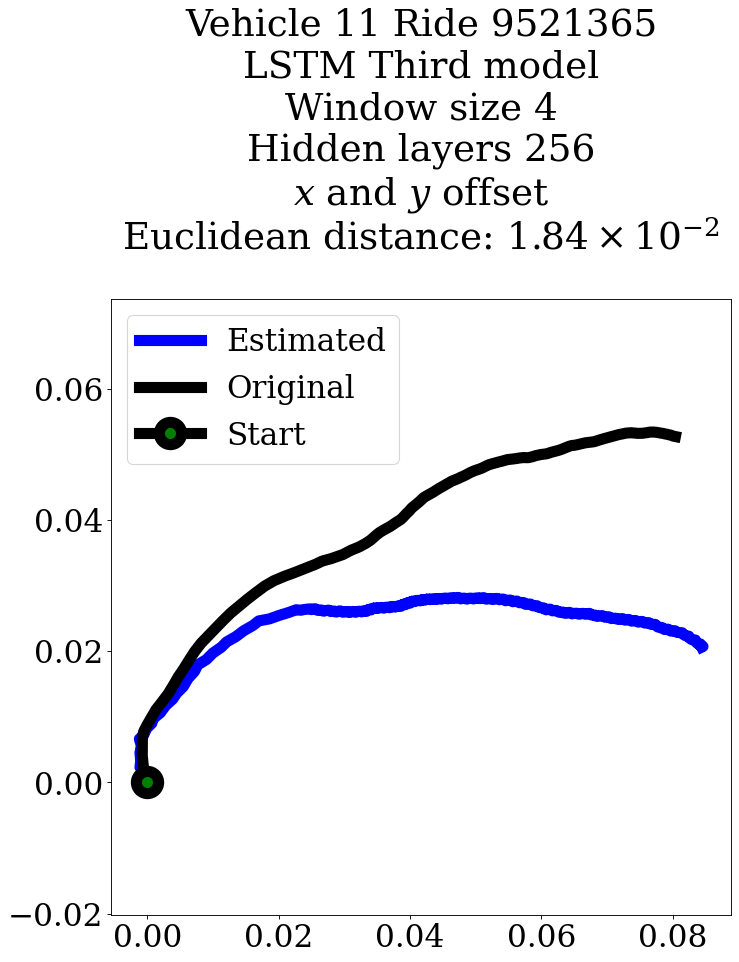 Vehicle 11 Ride 9521365
LSTM Third model
Window size 4
Hidden layers 256
x and y offset
Euclidean distance: 1.84 × 10⁻²
Estimated
Original
Start
0.06
0.04
0.02
0.00
−0.02
0.00 0.02 0.04 0.06 0.08